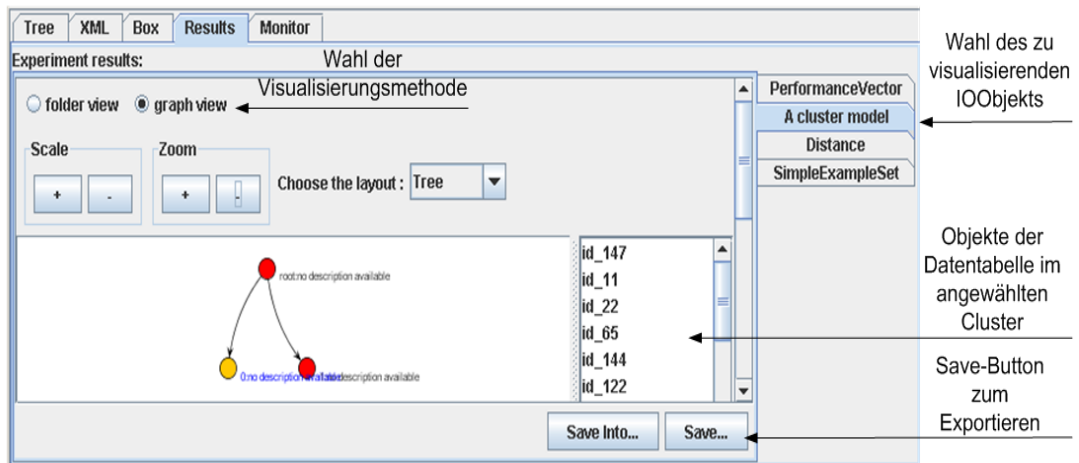 Tree XML Box Results Monitor
Experiment results:
Wahl der
Visualisierungsmethode
folder view graph view
Scale
+ -
Zoom
+ -
Choose the layout : Tree
root:no description available
0:no description available
description available
id_147
id_11
id_22
id_65
id_144
id_122
Save Into... Save...
PerformanceVector
A cluster model
Distance
SimpleExampleSet
Wahl des zu
visualisierenden
IOObjekts
Objekte der
Datentabelle im
angewählten
Cluster
Save-Button
zum
Exportieren